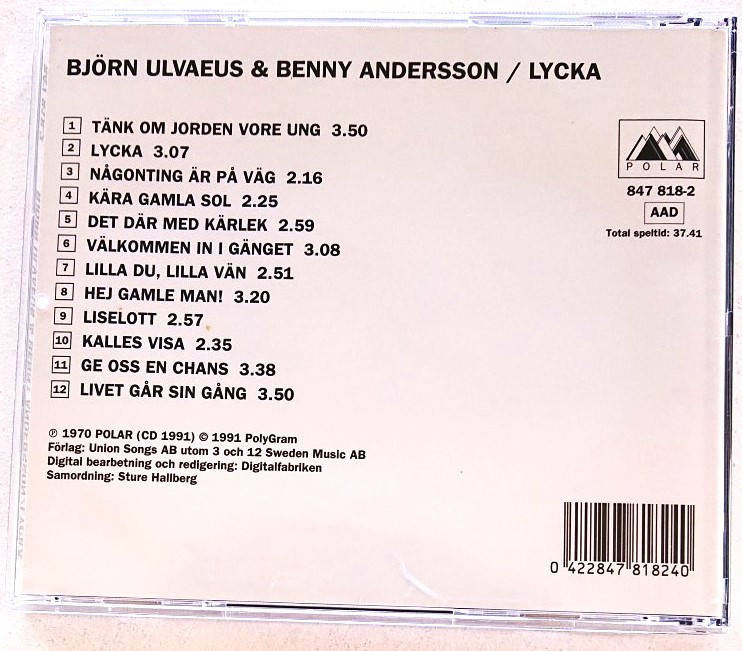 BJÖRN ULVAEUS & BENNY ANDERSSON / LYCKA
1 TÄNK OM JORDEN VORE UNG 3.50
2 LYCKA 3.07
3 NÅGONTING ÄR PÅ VÄG 2.16
4 KÄRA GAMLA SOL 2.25
5 DET DÄR MED KÄRLEK 2.59
6 VÄLKOMMEN IN I GÄNGET 3.08
7 LILLA DU, LILLA VÄN 2.51
8 HEJ GAMLE MAN! 3.20
9 LISELOTT 2.57
10 KALLES VISA 2.35
11 GE OSS EN CHANS 3.38
12 LIVET GÅR SIN GÅNG 3.50
POLAR
847 818-2
AAD
Total speltid: 37.41
℗ 1970 POLAR (CD 1991) © 1991 PolyGram
Förlag: Union Songs AB utom 3 och 12 Sweden Music AB
Digital bearbetning och redigering: Digitalfabriken
Samordning: Sture Hallberg
0 422847 818240